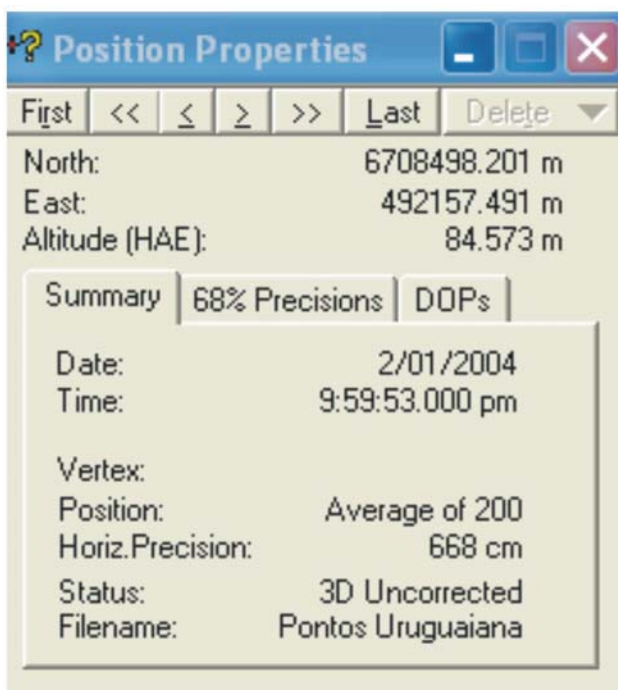 Position Properties
First << < > >> Last Delete
North: 6708498.201 m
East: 492157.491 m
Altitude (HAE): 84.573 m
Summary 68% Precisions DOPs
Date: 2/01/2004
Time: 9:59:53.000 pm
Vertex:
Position: Average of 200
Horiz.Precision: 668 cm
Status: 3D Uncorrected
Filename: Pontos Uruguaiana